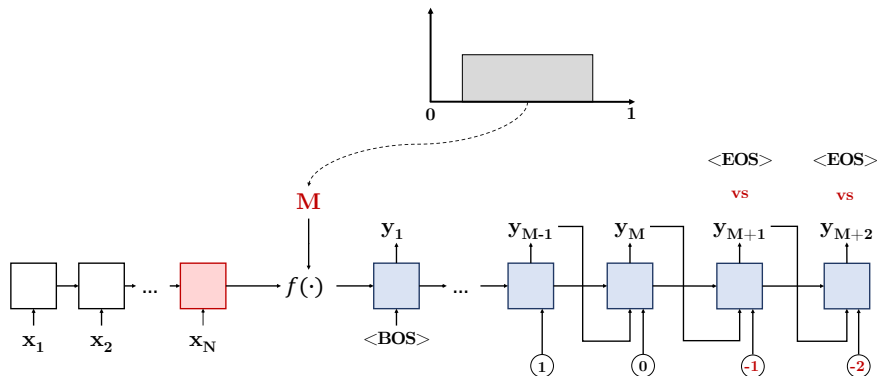 0 1
<EOS> <EOS>
M vs vs
y1 yM-1 yM yM+1 yM+2
... f(·) ...
x1 x2 xN <BOS>
1 0 -1 -2